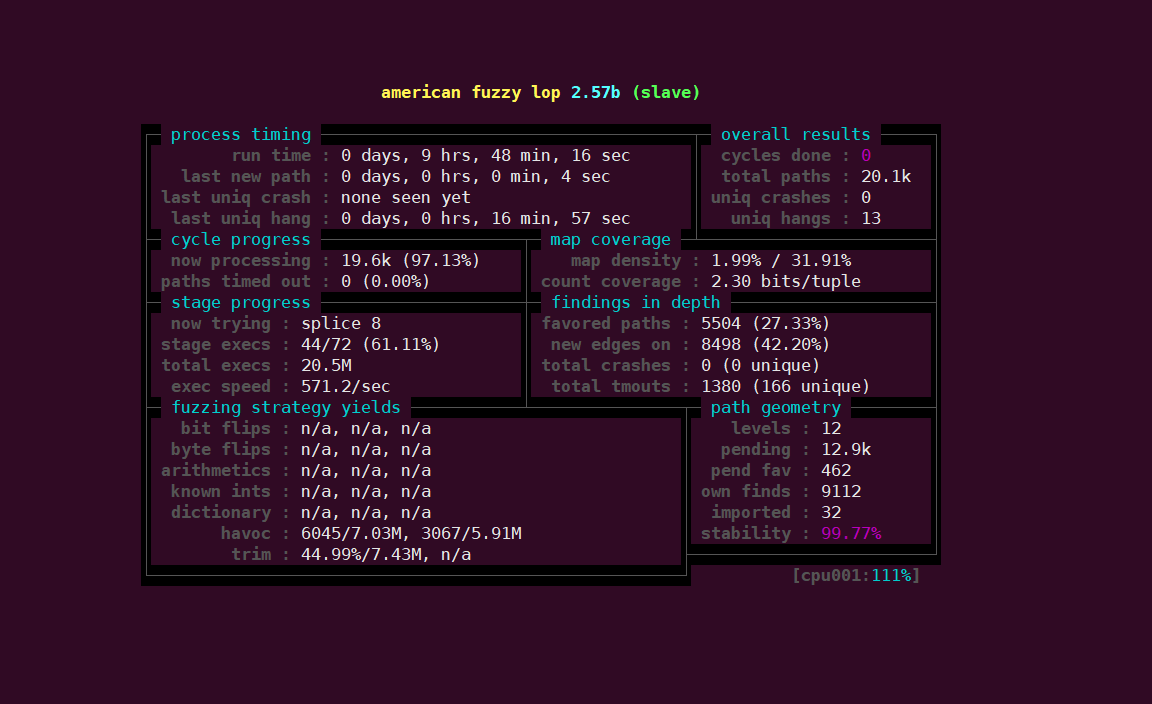 american fuzzy lop 2.57b (slave)
process timing
run time : 0 days, 9 hrs, 48 min, 16 sec
last new path : 0 days, 0 hrs, 0 min, 4 sec
last uniq crash : none seen yet
last uniq hang : 0 days, 0 hrs, 16 min, 57 sec
overall results
cycles done : 0
total paths : 20.1k
uniq crashes : 0
uniq hangs : 13
cycle progress
now processing : 19.6k (97.13%)
paths timed out : 0 (0.00%)
map coverage
map density : 1.99% / 31.91%
count coverage : 2.30 bits/tuple
stage progress
now trying : splice 8
stage execs : 44/72 (61.11%)
total execs : 20.5M
exec speed : 571.2/sec
findings in depth
favored paths : 5504 (27.33%)
new edges on : 8498 (42.20%)
total crashes : 0 (0 unique)
total tmouts : 1380 (166 unique)
fuzzing strategy yields
bit flips : n/a, n/a, n/a
byte flips : n/a, n/a, n/a
arithmetics : n/a, n/a, n/a
known ints : n/a, n/a, n/a
dictionary : n/a, n/a, n/a
havoc : 6045/7.03M, 3067/5.91M
trim : 44.99%/7.43M, n/a
path geometry
levels : 12
pending : 12.9k
pend fav : 462
own finds : 9112
imported : 32
stability : 99.77%
[cpu001:111%]